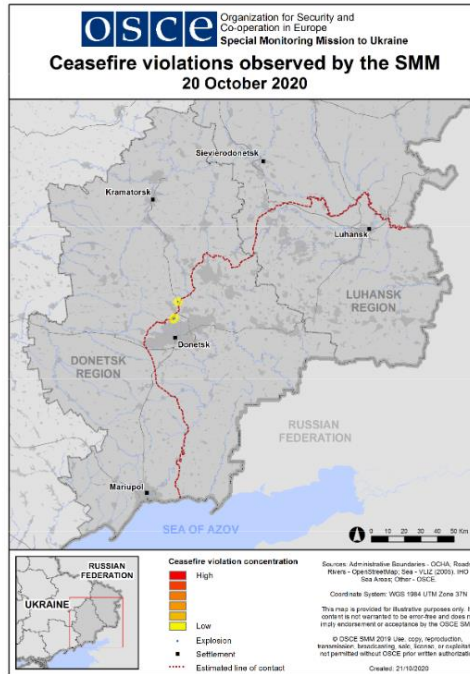 OSCE
Organization for Security and
Co-operation in Europe
Special Monitoring Mission to Ukraine
Ceasefire violations observed by the SMM
20 October 2020
Sievierodonetsk
Kramatorsk
Luhansk
LUHANSK
REGION
DONETSK
REGION
Donetsk
RUSSIAN
FEDERATION
Mariupol
SEA OF AZOV
0 10 20 30 40 50 Km
RUSSIAN
FEDERATION
UKRAINE
Ceasefire violation concentration
High
Low
Explosion
Settlement
Estimated line of contact
Sources: Administrative Boundaries - OCHA; Roads,
Rivers - OpenStreetMap; Sea - VLIZ (2005). IHO
Sea Areas; Other - OSCE.
Coordinate System: WGS 1984 UTM Zone 37N
This map is provided for illustrative purposes only. I
content is not warranted to be error-free and does n
imply endorsement or acceptance by the OSCE SM
© OSCE SMM 2019 Use, copy, reproduction,
transmission, broadcasting, sale, license, or exploita
not permitted without OSCE prior written authorizati
Created: 21/10/2020